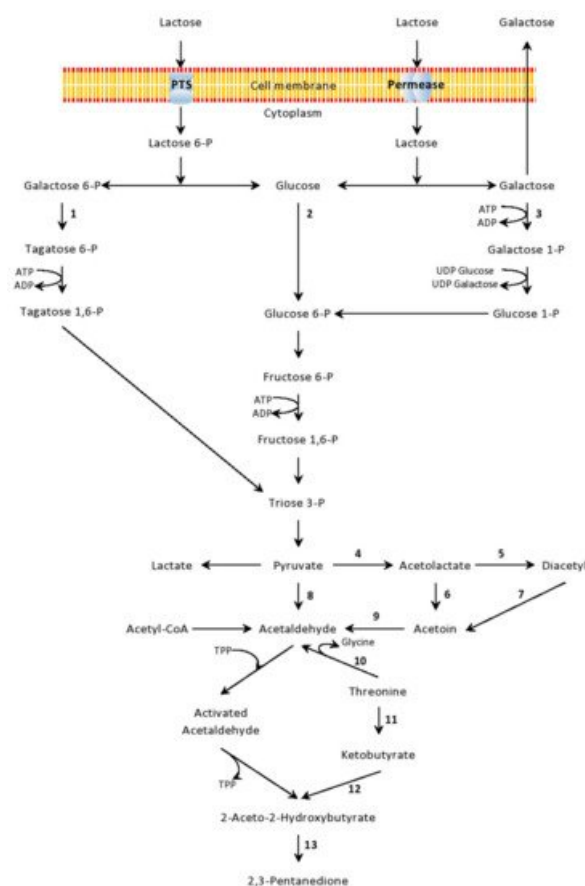 Lactose Lactose Galactose
PTS Cell membrane Permease
Cytoplasm
Lactose 6-P Lactose
Galactose 6-P Glucose Galactose
1 2 ATP 3
ADP
Tagatose 6-P Galactose 1-P
ATP UDP Glucose
ADP UDP Galactose
Tagatose 1,6-P Glucose 6-P Glucose 1-P
Fructose 6-P
ATP
ADP
Fructose 1,6-P
Triose 3-P
Lactate Pyruvate 4 Acetolactate 5 Diacetyl
8 6 7
Acetyl-CoA Acetaldehyde 9 Acetoin
TPP Glycine
10
Threonine
Activated 11
Acetaldehyde
Ketobutyrate
TPP 12
2-Aceto-2-Hydroxybutyrate
13
2,3-Pentanedione